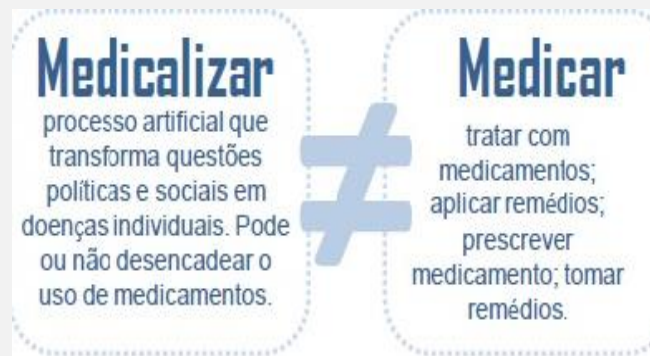 Medicalizar
processo artificial que
transforma questões
políticas e sociais em
doenças individuais. Pode
ou não desencadear o
uso de medicamentos.
≠
Medicar
tratar com
medicamentos;
aplicar remédios;
prescrever
medicamento; tomar
remédios.